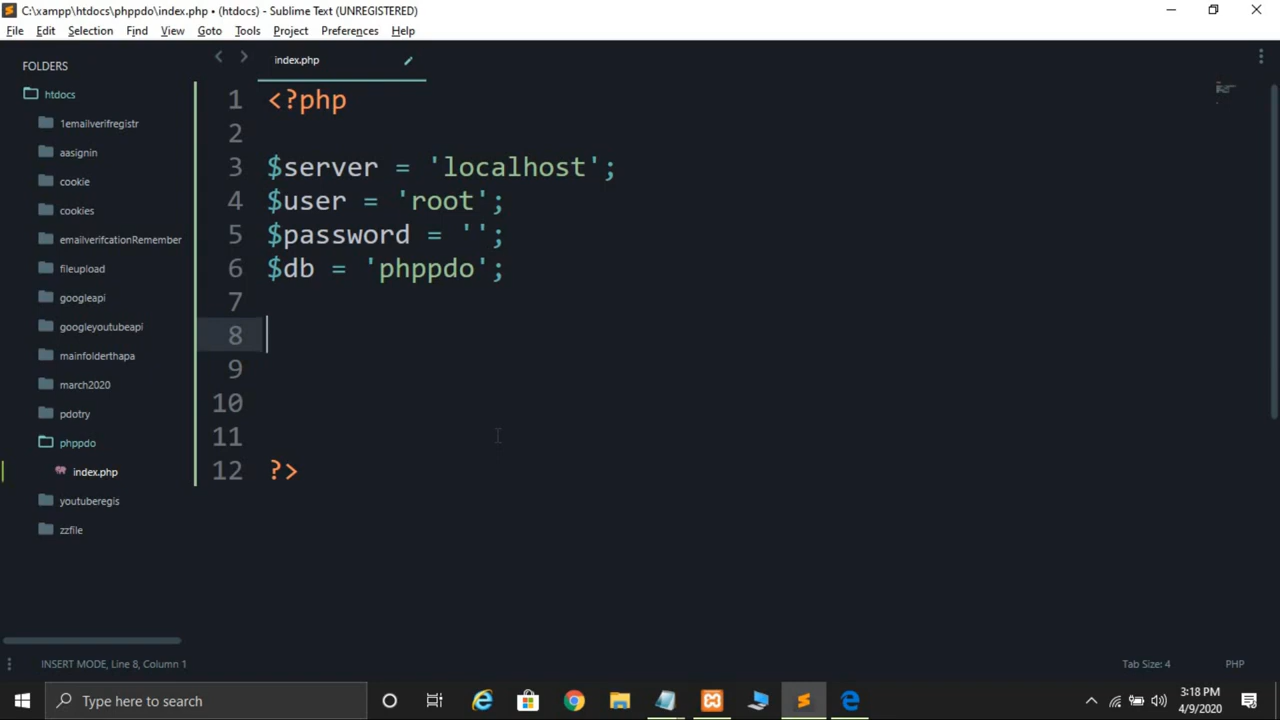 C:\xampp\htdocs\phppdo\index.php • (htdocs) - Sublime Text (UNREGISTERED)
File Edit Selection Find View Goto Tools Project Preferences Help
FOLDERS
htdocs
1emailverifregistr
aasignin
cookie
cookies
emailverifcationRemember
fileupload
googleapi
googleyoutubeapi
mainfolderthapa
march2020
pdotry
phppdo
index.php
youtuberegis
zzfile
index.php
1 <?php
2
3 $server = 'localhost';
4 $user = 'root';
5 $password = '';
6 $db = 'phppdo';
7
8
9
10
11
12 ?>
INSERT MODE, Line 8, Column 1
Tab Size: 4
PHP
Type here to search
3:18 PM
4/9/2020